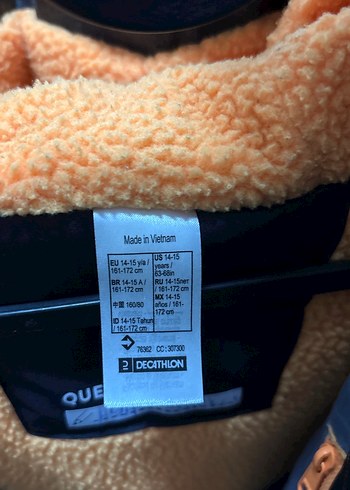 Made in Vietnam
EU 14-15 y/a /
161-172 cm
BR 14-15 A /
161-172 cm
中国 160/80
ID 14-15 Tahun
/ 161-172 cm
US 14-15
years /
63-68in
RU 14-15лет
/ 161-172 cm
MX 14-15
años / 161-
172 cm
76362 CC: 307300
DECATHLON
QUE